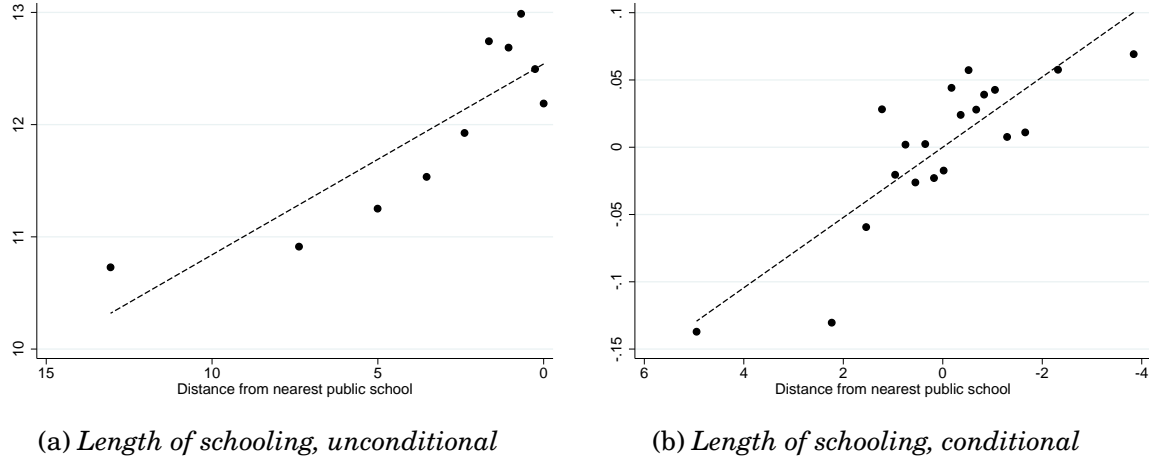 13
12
11
10
15 10 5 0
Distance from nearest public school
(a) Length of schooling, unconditional
.1
.05
0
-.05
-.1
-.15
6 4 2 0 -2 -4
Distance from nearest public school
(b) Length of schooling, conditional